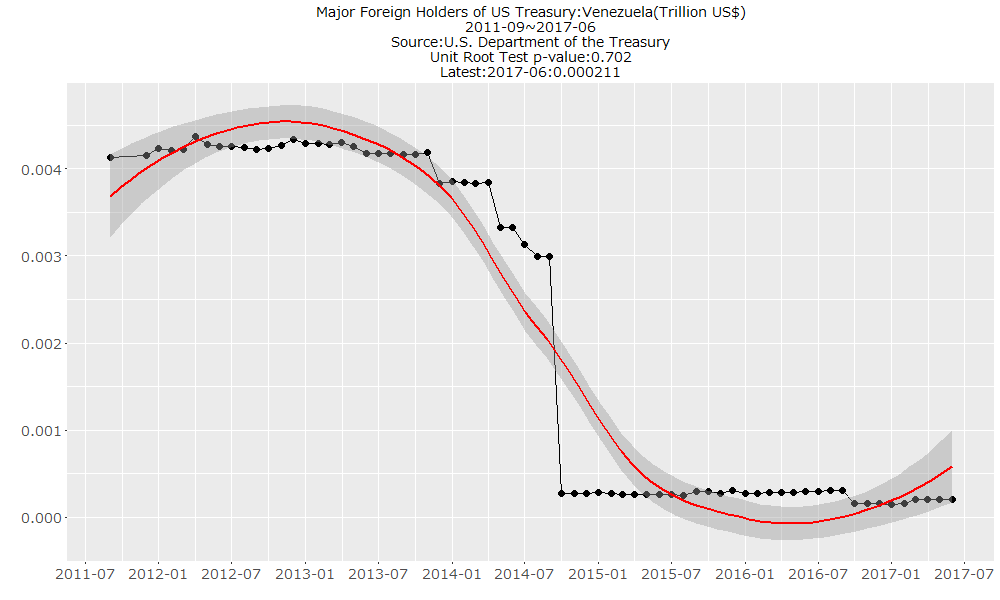 Major Foreign Holders of US Treasury:Venezuela(Trillion US$)
2011-09~2017-06
Source:U.S. Department of the Treasury
Unit Root Test p-value:0.702
Latest:2017-06:0.000211
0.004
0.003
0.002
0.001
0.000
2011-07 2012-01 2012-07 2013-01 2013-07 2014-01 2014-07 2015-01 2015-07 2016-01 2016-07 2017-01 2017-07